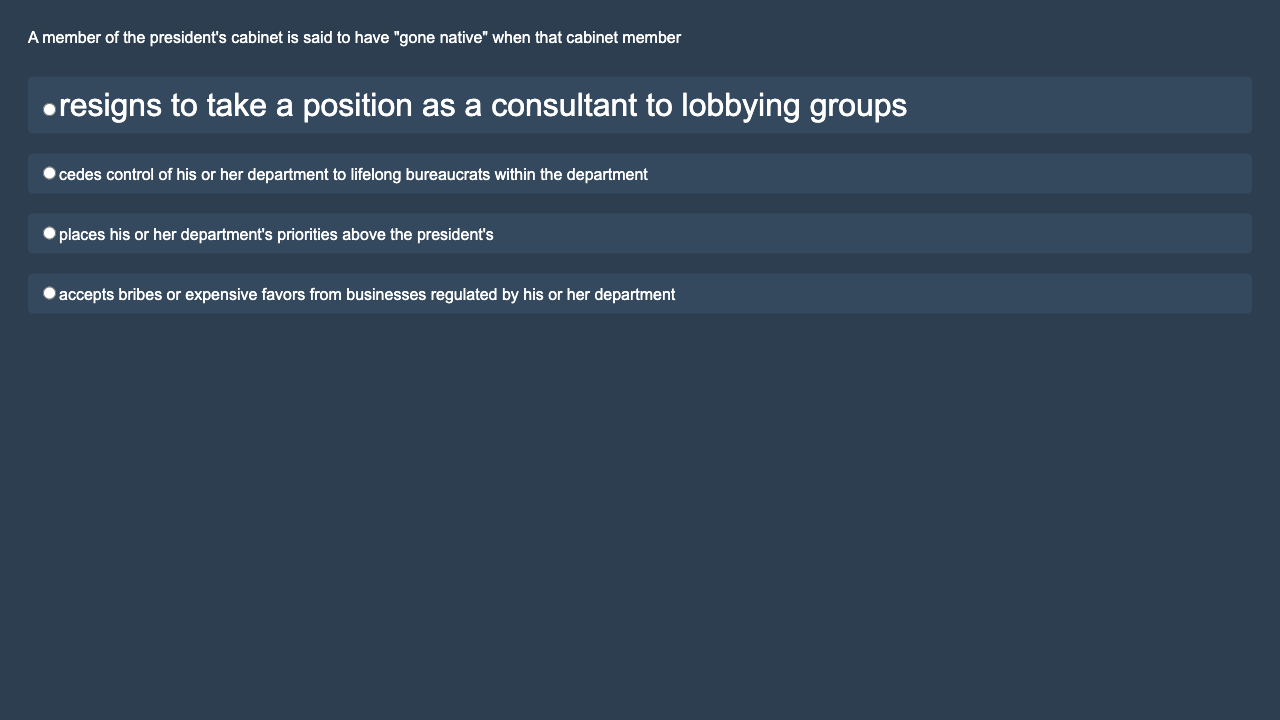 A member of the president's cabinet is said to have "gone native" when that cabinet member
resigns to take a position as a consultant to lobbying groups
cedes control of his or her department to lifelong bureaucrats within the department
places his or her department's priorities above the president's
accepts bribes or expensive favors from businesses regulated by his or her department